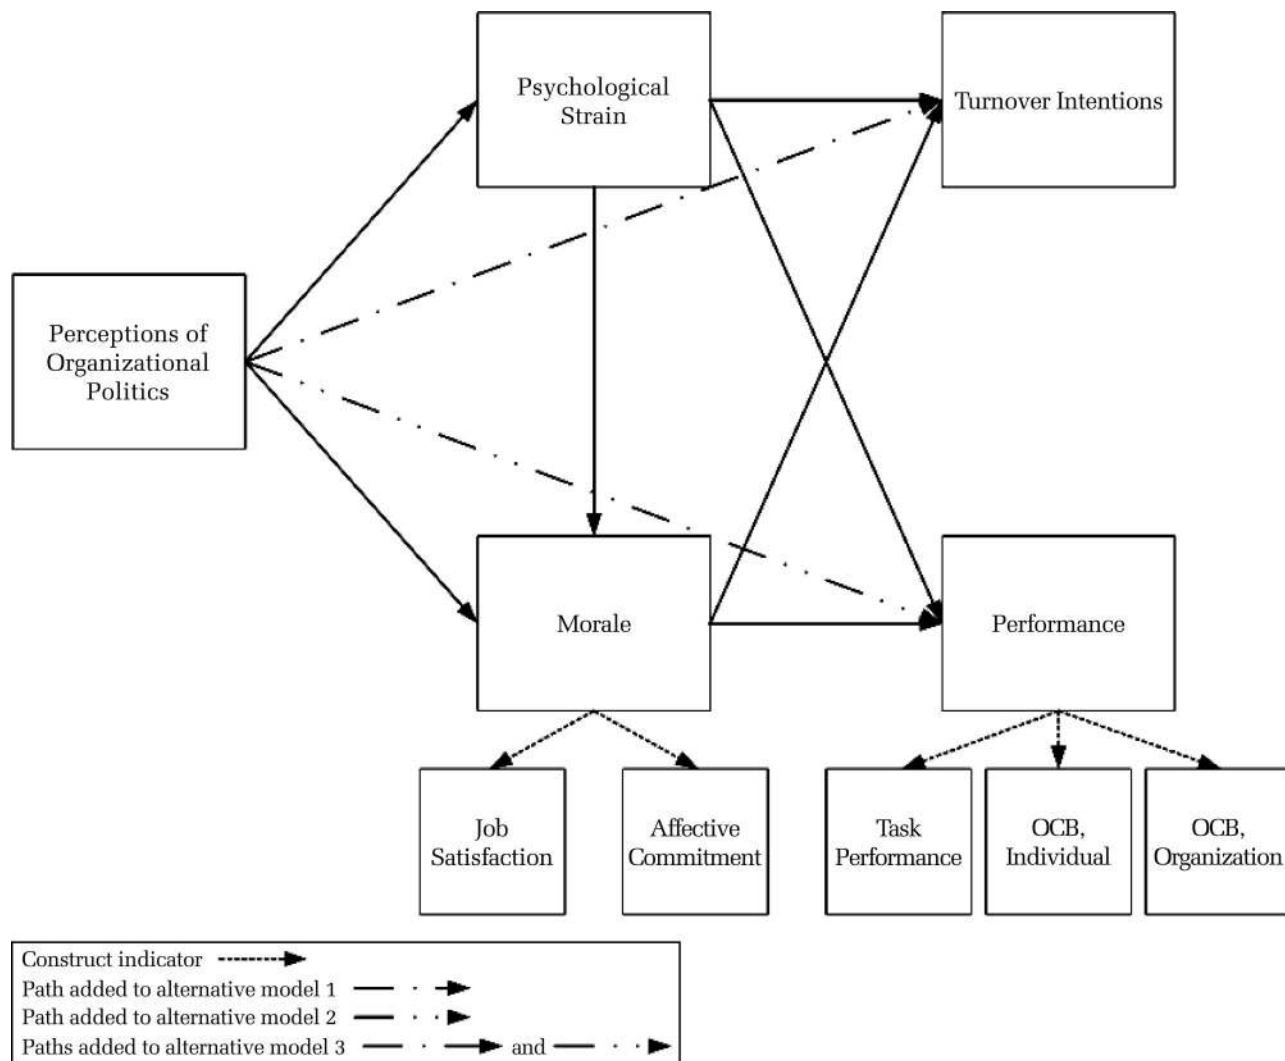 Psychological
Strain
Turnover Intentions
Perceptions of
Organizational
Politics
Morale
Performance
Job
Satisfaction
Affective
Commitment
Task
Performance
OCB,
Individual
OCB,
Organization
Construct indicator
Path added to alternative model 1
Path added to alternative model 2
Paths added to alternative model 3 and